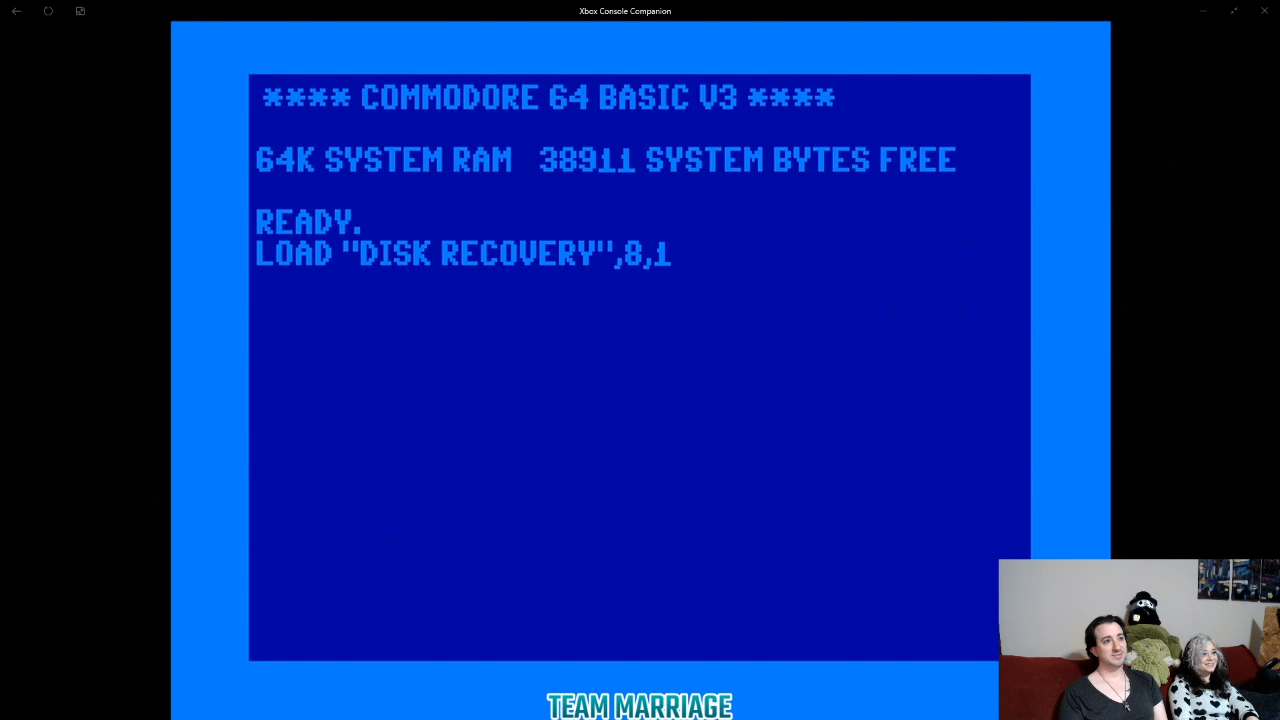 Xbox Console Companion
**** COMMODORE 64 BASIC V3 ****
64K SYSTEM RAM   38911 SYSTEM BYTES FREE
READY.
LOAD "DISK RECOVERY",8,1
TEAM MARRIAGE